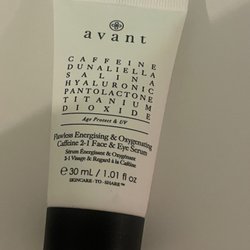 avant
CAFFEINE
DUNALIELLA
SALINA
HYALURONIC
PANTOLACTONE
TITANIUM
DIOXIDE
Age Protect & UV
Flawless Energising & Oxygenating
Caffeine 2-1 Face & Eye Serum
Sérum Énergisant & Oxygénant
2-1 Visage & Regard à la Caféine
℮ 30 mL / 1.01 fl oz
SKINCARE-TO-SHARE™